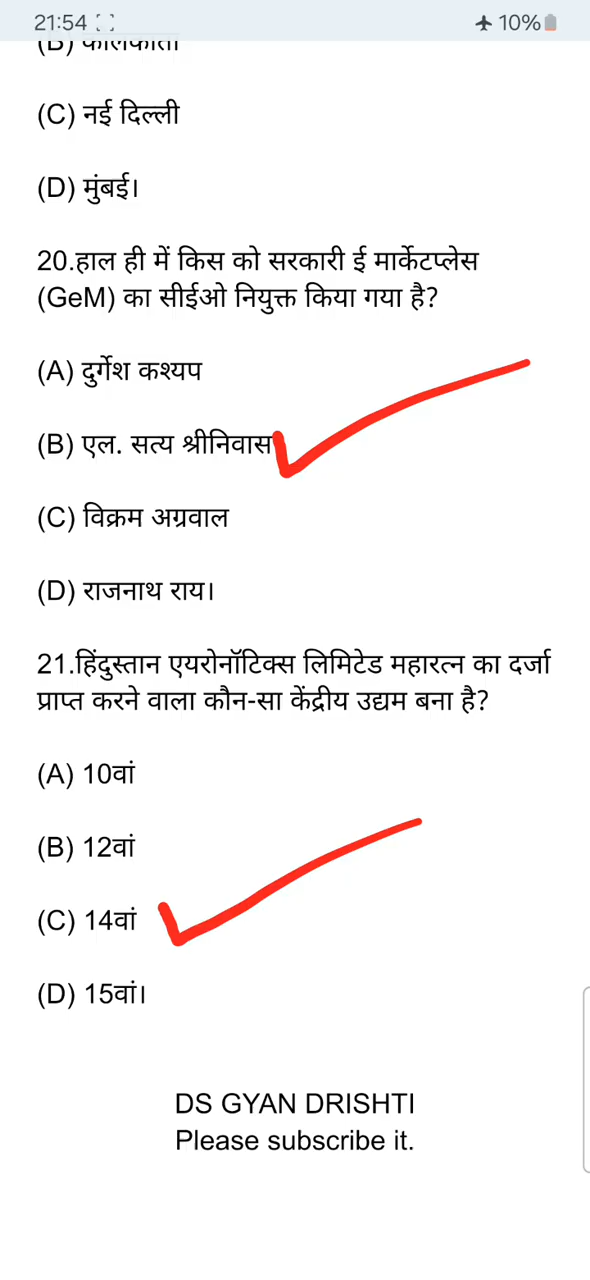 21:54
10%
(B) कोलकाता
(C) नई दिल्ली
(D) मुंबई।
20.हाल ही में किस को सरकारी ई मार्केटप्लेस
(GeM) का सीईओ नियुक्त किया गया है?
(A) दुर्गेश कश्यप
(B) एल. सत्य श्रीनिवास
(C) विक्रम अग्रवाल
(D) राजनाथ राय।
21.हिंदुस्तान एयरोनॉटिक्स लिमिटेड महारत्न का दर्जा
प्राप्त करने वाला कौन-सा केंद्रीय उद्यम बना है?
(A) 10वां
(B) 12वां
(C) 14वां
(D) 15वां।
DS GYAN DRISHTI
Please subscribe it.